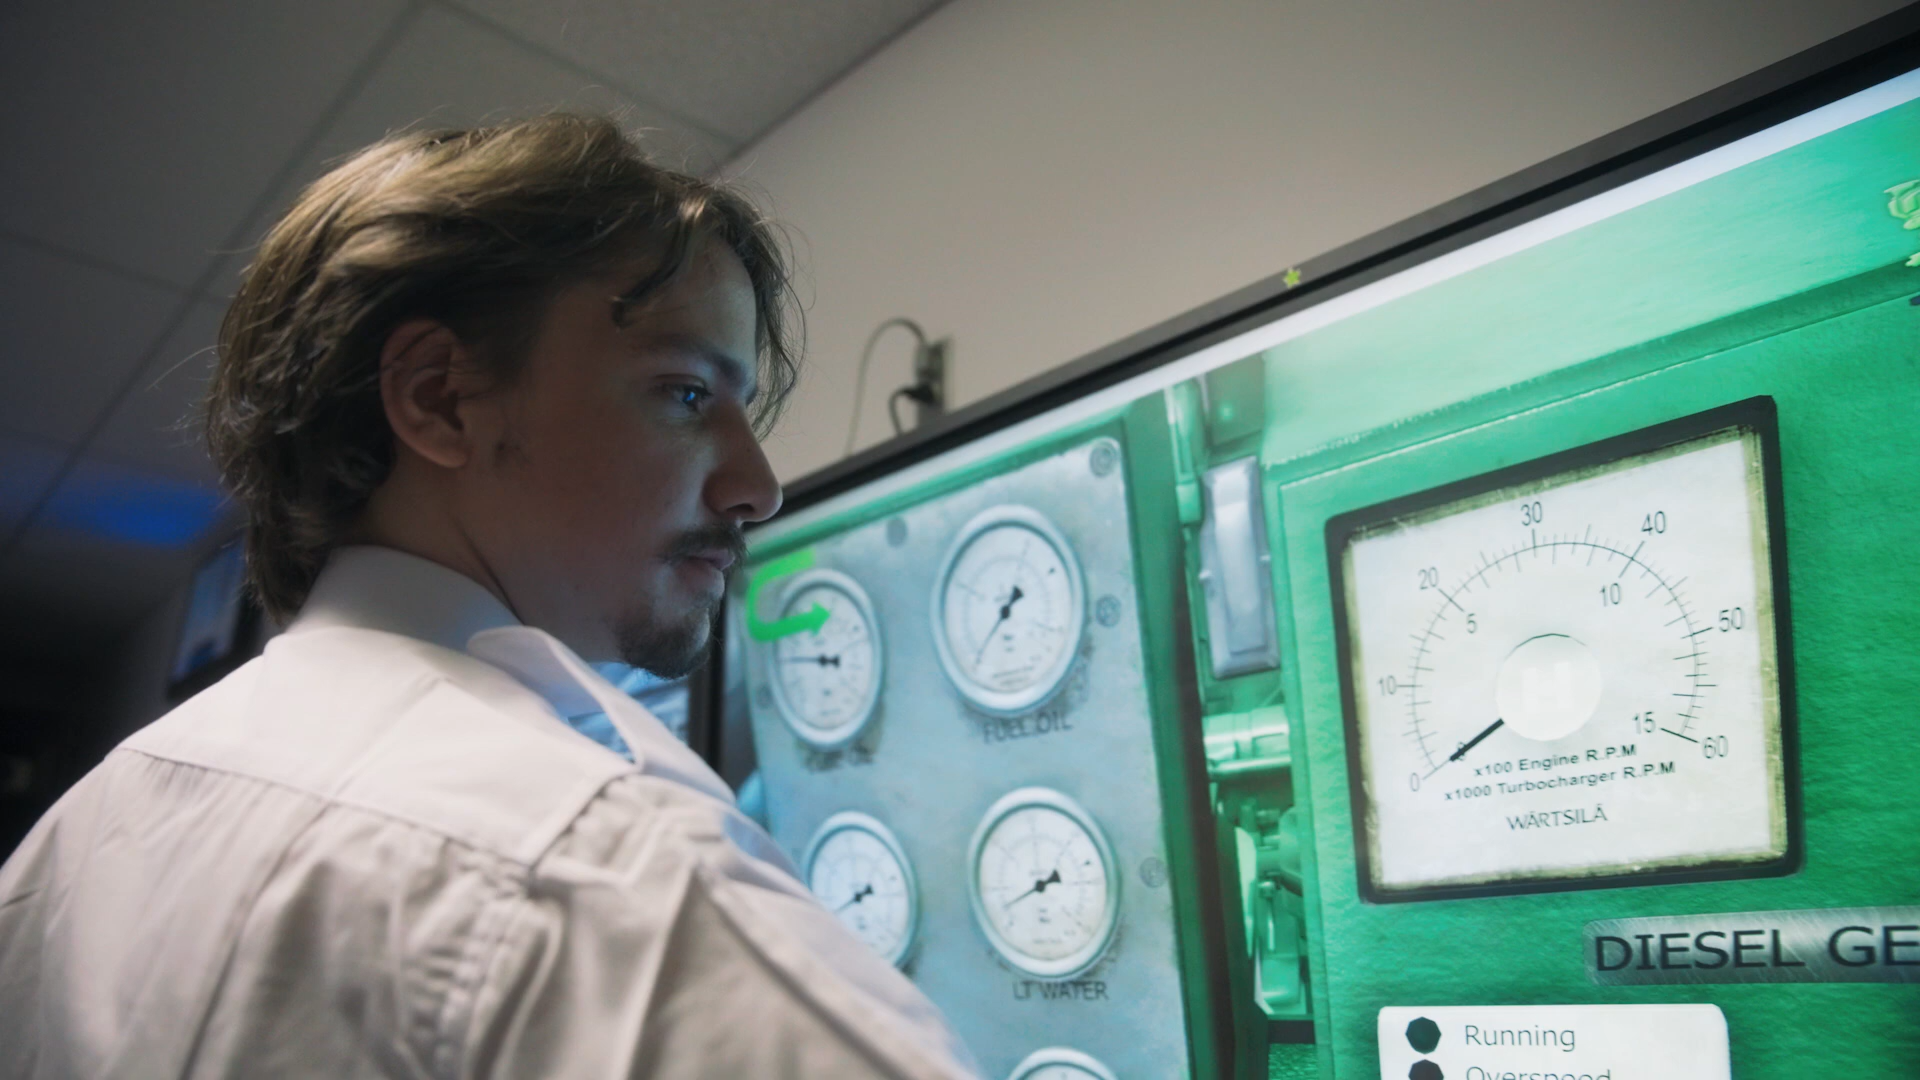 30
40
20
10
5
50
10
15
60
0
x100 Engine R.P.M
x1000 Turbocharger R.P.M
WÄRTSILÄ
FUEL OIL
LT WATER
DIESEL GE
Running
Overspeed